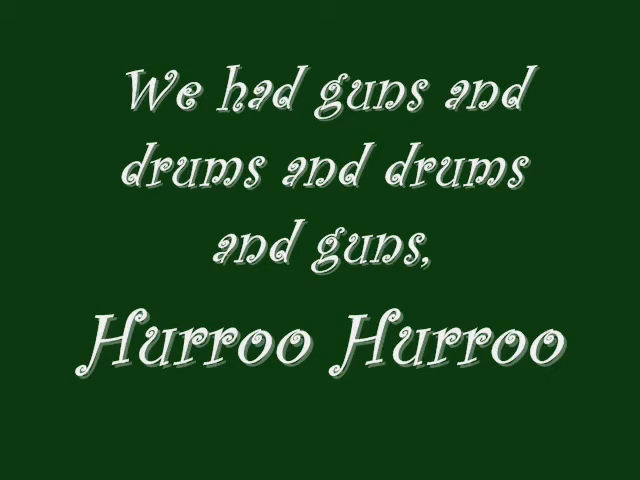 We had guns and
drums and drums
and guns,
Hurroo Hurroo